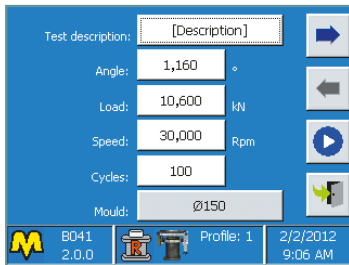 Test description: [Description]
Angle: 1,160 °
Load: 10,600 kN
Speed: 30,000 Rpm
Cycles: 100
Mould: Ø150
B041 2.0.0 R Profile: 1 2/2/2012 9:06 AM